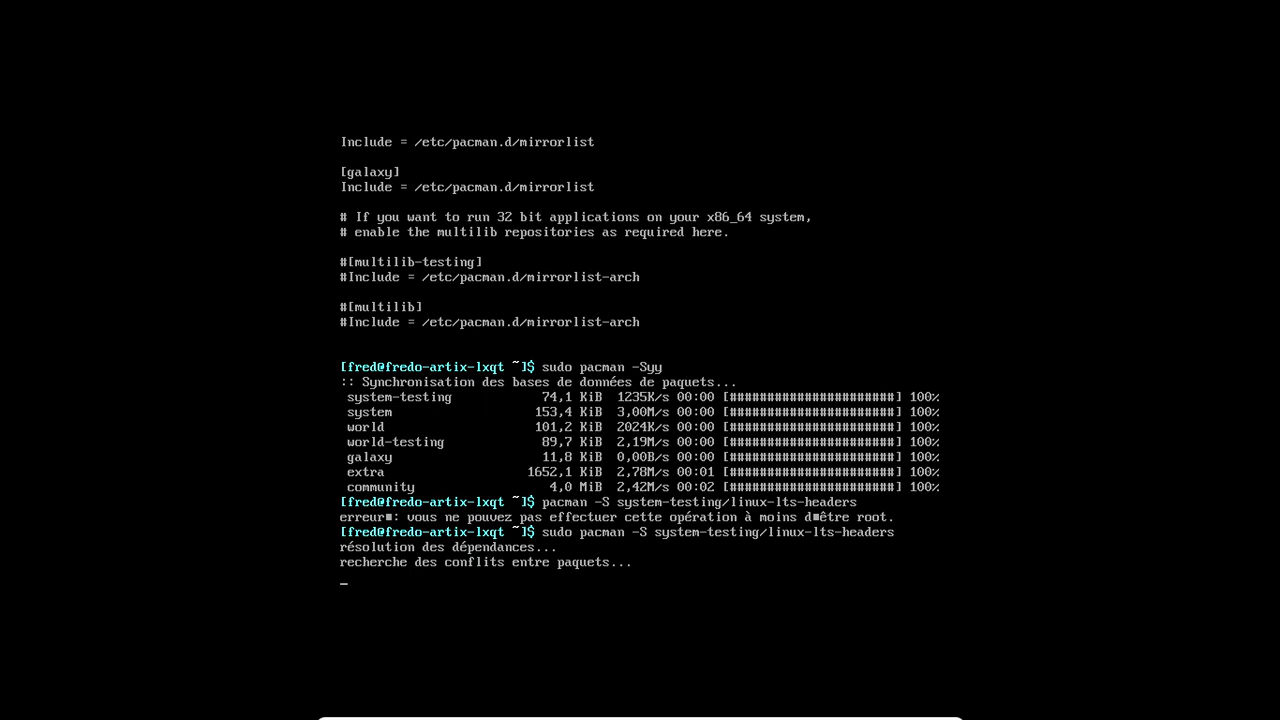 Include = /etc/pacman.d/mirrorlist
[galaxy]
Include = /etc/pacman.d/mirrorlist
# If you want to run 32 bit applications on your x86_64 system,
# enable the multilib repositories as required here.
#[multilib-testing]
#Include = /etc/pacman.d/mirrorlist-arch
#[multilib]
#Include = /etc/pacman.d/mirrorlist-arch
[fred@fredo-artix-lxqt ~]$ sudo pacman -Syy
:: Synchronisation des bases de données de paquets...
system-testing 74,1 KiB 1235K/s 00:00 [######################] 100%
system 153,4 KiB 3,00M/s 00:00 [######################] 100%
world 101,2 KiB 2024K/s 00:00 [######################] 100%
world-testing 89,7 KiB 2,19M/s 00:00 [######################] 100%
galaxy 11,8 KiB 0,00B/s 00:00 [######################] 100%
extra 1652,1 KiB 2,78M/s 00:01 [######################] 100%
community 4,0 MiB 2,42M/s 00:02 [######################] 100%
[fred@fredo-artix-lxqt ~]$ pacman -S system-testing/linux-lts-headers
erreur■: vous ne pouvez pas effectuer cette opération à moins d■être root.
[fred@fredo-artix-lxqt ~]$ sudo pacman -S system-testing/linux-lts-headers
résolution des dépendances...
recherche des conflits entre paquets...
_